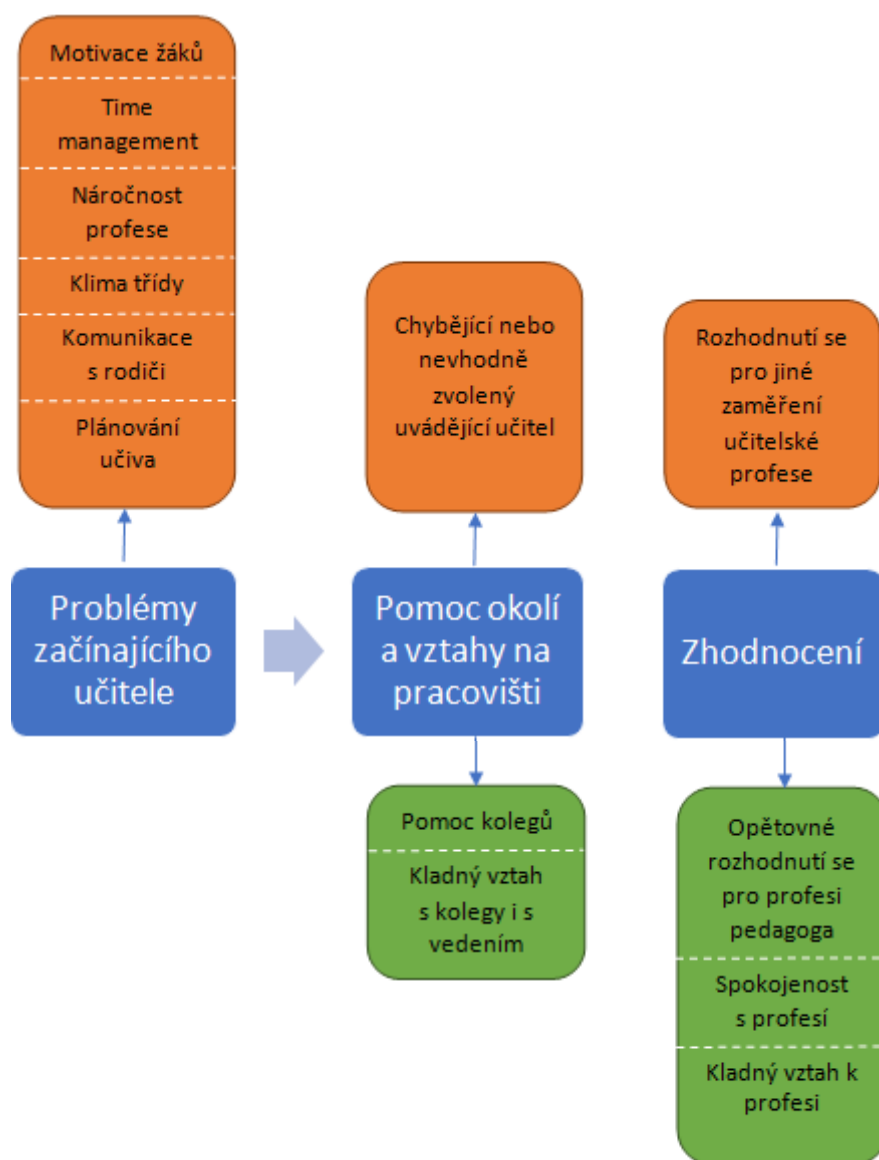 Motivace žáků
Time
management
Náročnost
profese
Klima třídy
Komunikace
s rodiči
Plánování
učiva
Problémy
začínajícího
učitele
Chybějící nebo
nevhodně
zvolený
uvádějící učitel
Pomoc okolí
a vztahy na
pracovišti
Pomoc kolegů
Kladný vztah
s kolegy i s
vedením
Rozhodnutí se
pro jiné
zaměření
učitelské
profese
Zhodnocení
Opětovné
rozhodnutí se
pro profesi
pedagoga
Spokojenost
s profesí
Kladný vztah k
profesi